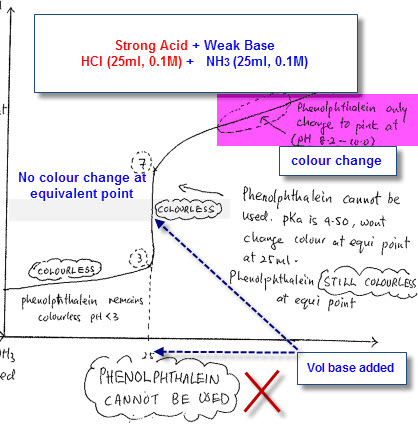 Strong Acid + Weak Base
HCl (25ml, 0.1M) + NH3 (25ml, 0.1M)
Phenolphthalein only
change to pink at
(pH 8.2 - 10.0)
colour change
7
No colour change at
equivalent point
COLOURLESS
Phenolphthalein cannot be
used. pKa is 9.50, wont
change colour at equi point
at 25ml.
Phenolphthalein STILL COLOURLESS
at equi point
3
COLOURLESS
phenolphthalein remains
colourless pH <3
H3
ed
25
Vol base added
PHENOLPHTHALEIN
CANNOT BE USED